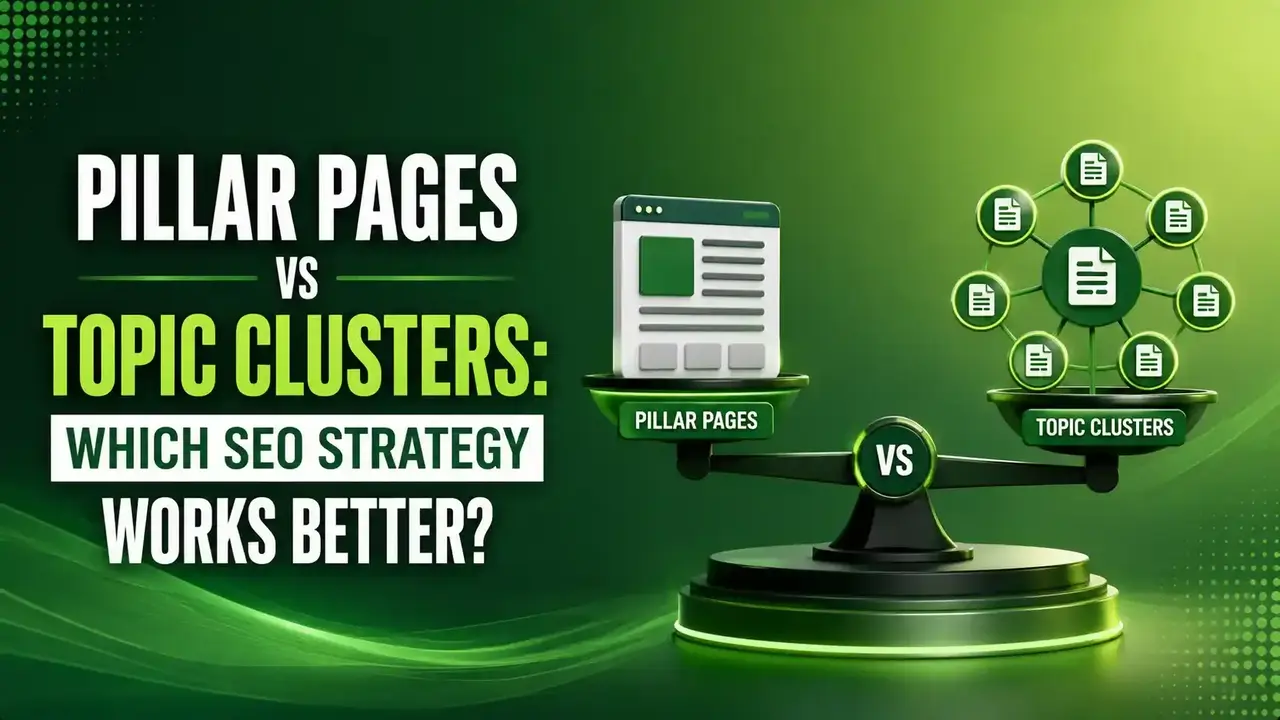 PILLAR PAGES
VS
TOPIC CLUSTERS:
WHICH SEO STRATEGY
WORKS BETTER?
PILLAR PAGES
VS
TOPIC CLUSTERS